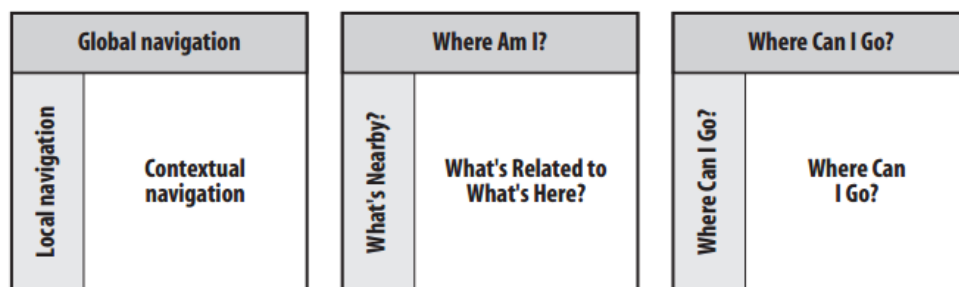 Global navigation
Local navigation
Contextual
navigation
Where Am I?
What's Nearby?
What's Related to
What's Here?
Where Can I Go?
Where Can I Go?
Where Can
I Go?